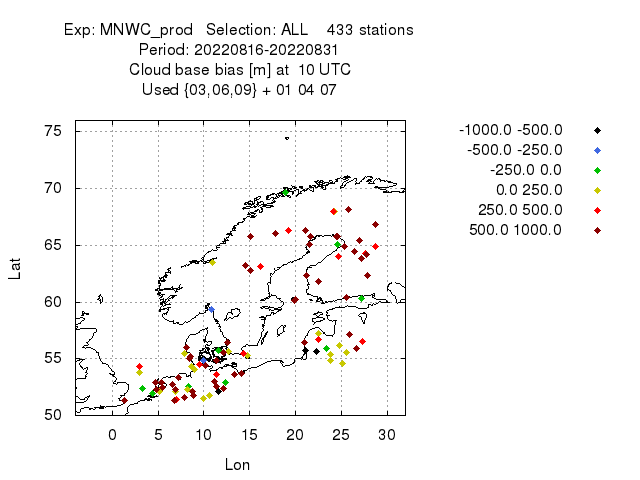 Exp: MNWC_prod   Selection: ALL    433 stations
Period: 20220816-20220831
Cloud base bias [m] at  10 UTC
Used {03,06,09} + 01 04 07
-1000.0 -500.0
-500.0 -250.0
-250.0 0.0
0.0 250.0
250.0 500.0
500.0 1000.0
75
70
65
60
55
50
Lat
0 5 10 15 20 25 30
Lon